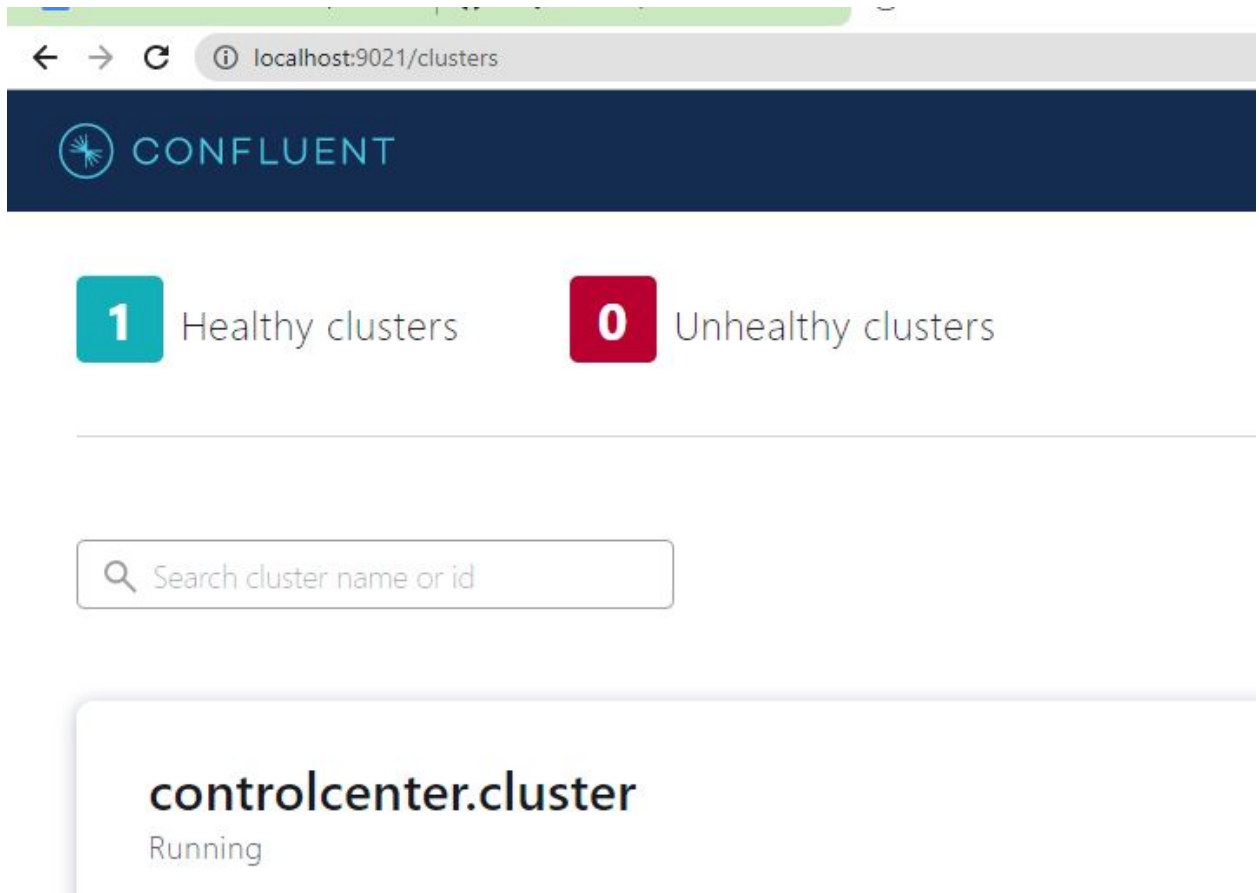 localhost:9021/clusters
CONFLUENT
1 Healthy clusters 0 Unhealthy clusters
Search cluster name or id
controlcenter.cluster
Running